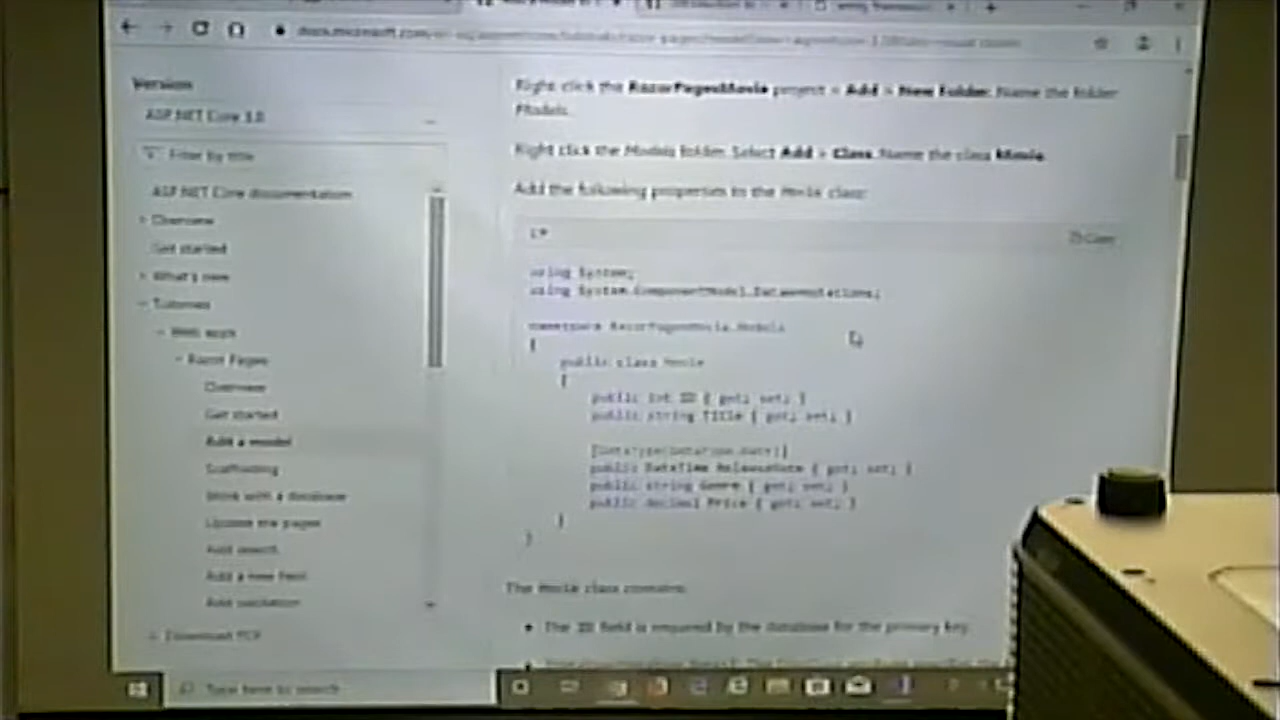 Version
ASP.NET Core 3.0
Filter by title
ASP.NET Core documentation
Overview
Get started
What's new
Tutorials
Web apps
Razor Pages
Overview
Get started
Add a model
Scaffolding
Work with a database
Update the pages
Add search
Add a new field
Add validation
Download PDF
Right click the RazorPagesMovie project > Add > New Folder. Name the folder
Models.
Right click the Models folder. Select Add > Class. Name the class Movie.
Add the following properties to the Movie class:
C#
Copy
using System;
using System.ComponentModel.DataAnnotations;
namespace RazorPagesMovie.Models
{
public class Movie
{
public int ID { get; set; }
public string Title { get; set; }
[DataType(DataType.Date)]
public DateTime ReleaseDate { get; set; }
public string Genre { get; set; }
public decimal Price { get; set; }
}
}
The Movie class contains:
The ID field is required by the database for the primary key.
Type here to search